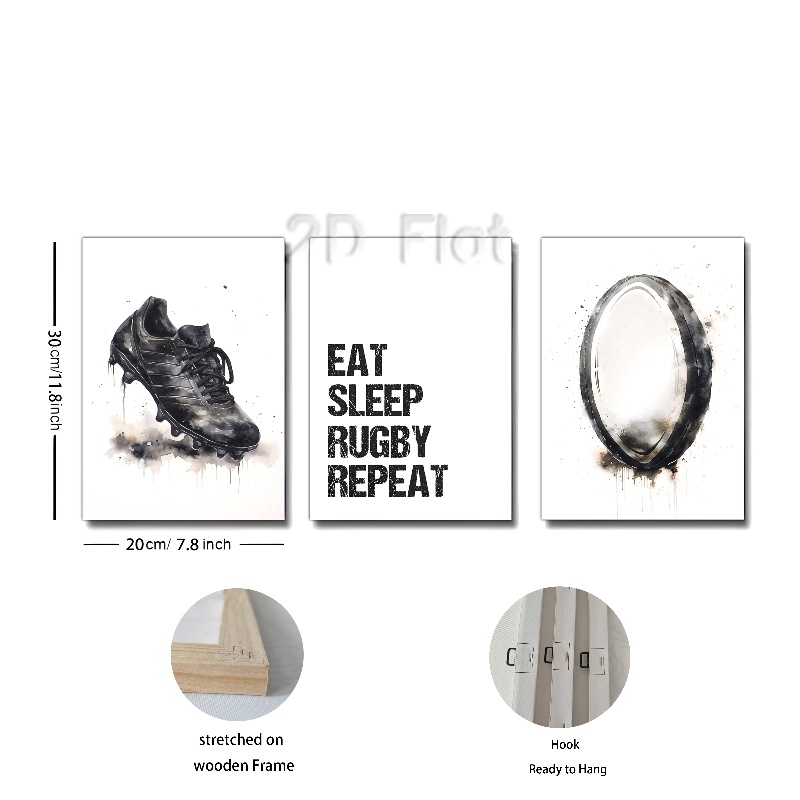 2D Flat
EAT
SLEEP
RUGBY
REPEAT
30cm/11.8inch
20cm/ 7.8 inch
stretched on
wooden Frame
Hook
Ready to Hang